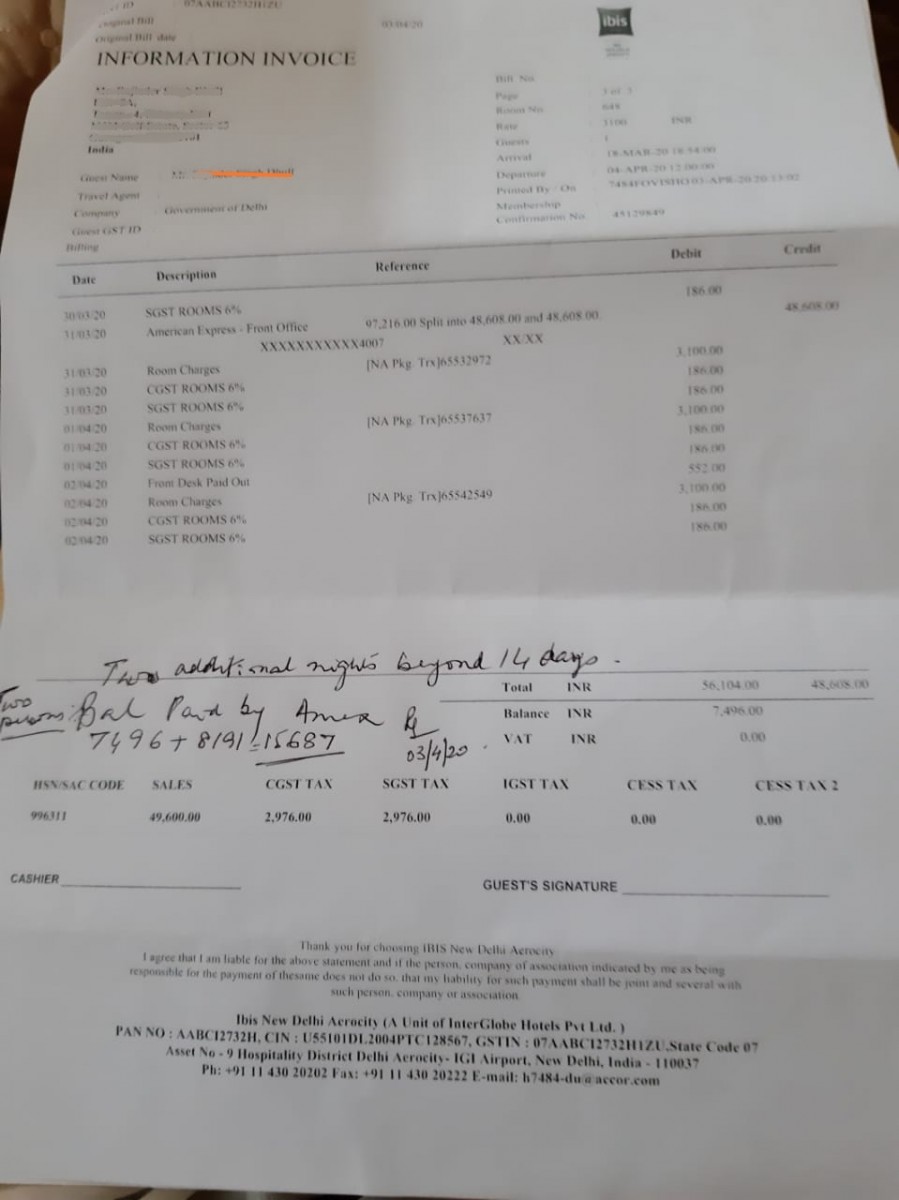 07AABCI2732H1ZU
Original Bill 03-04-20
Original Bill date
ibis
INFORMATION INVOICE
Bill No.
Page 3 of 3
Room No 649
Rate 3100 INR
Guests 1
India
Arrival 18-MAR-20 18:54:00
Guest Name
Departure 04-APR-20 12:00:00
Travel Agent
Printed By / On
Company Government of Delhi
Membership
Guest GST ID
Confirmation No. 45129849
Billing
Date Description Reference Debit Credit
30/03/20 SGST ROOMS 6% 186.00
31/03/20 American Express - Front Office 97,216.00 Split into 48,608.00 and 48,608.00 48,608.00
XXXXXXXXXXX4007 XX/XX
31/03/20 Room Charges [NA Pkg. Trx]65532972 3,100.00
31/03/20 CGST ROOMS 6% 186.00
31/03/20 SGST ROOMS 6% 186.00
01/04/20 Room Charges [NA Pkg. Trx]65537637 3,100.00
01/04/20 CGST ROOMS 6% 186.00
01/04/20 SGST ROOMS 6% 186.00
02/04/20 Front Desk Paid Out 552.00
02/04/20 Room Charges [NA Pkg. Trx]65542549 3,100.00
02/04/20 CGST ROOMS 6% 186.00
02/04/20 SGST ROOMS 6% 186.00
Two additional nights beyond 14 days.
Total INR 56,104.00 48,608.00
Two persons: Bal Paid by Amex
Balance INR 7,496.00
7496 + 8191 = 15687 03/4/20.
VAT INR 0.00
HSN/SAC CODE SALES CGST TAX SGST TAX IGST TAX CESS TAX CESS TAX 2
996311 49,600.00 2,976.00 2,976.00 0.00 0.00 0.00
CASHIER
GUEST'S SIGNATURE
Thank you for choosing IBIS New Delhi Aerocity
I agree that I am liable for the above statement and if the person, company of association indicated by me as being
responsible for the payment of thesame does not do so, that my liability for such payment shall be joint and several with
such person, company or association
Ibis New Delhi Aerocity (A Unit of InterGlobe Hotels Pvt Ltd. )
PAN NO : AABCI2732H, CIN : U55101DL2004PTC128567, GSTIN : 07AABCI2732H1ZU,State Code 07
Asset No - 9 Hospitality District Delhi Aerocity- IGI Airport, New Delhi, India - 110037
Ph: +91 11 430 20202 Fax: +91 11 430 20222 E-mail: h7484-du@accor.com